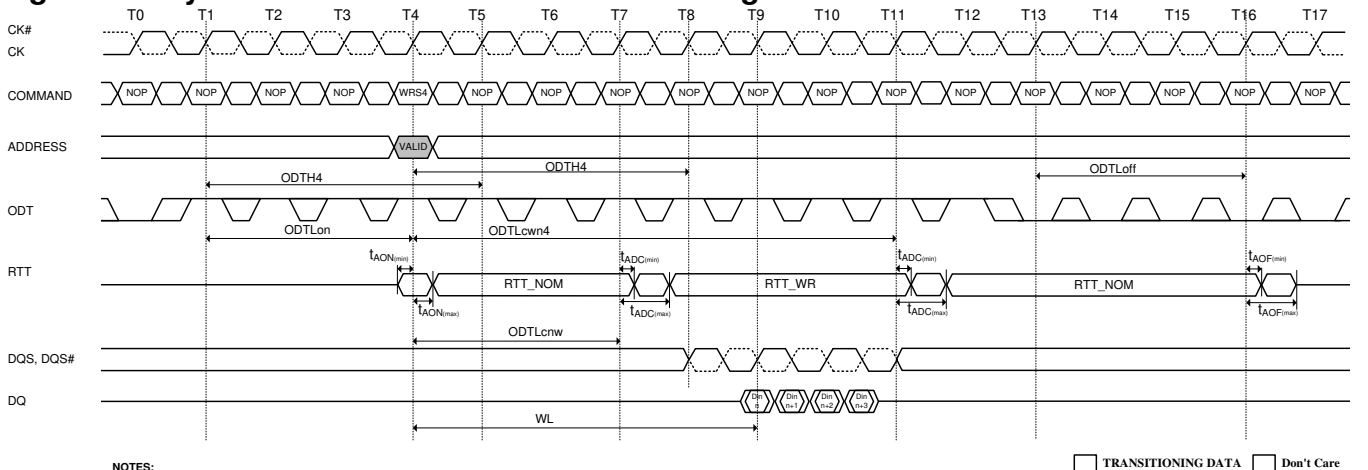 T0 T1 T2 T3 T4 T5 T6 T7 T8 T9 T10 T11 T12 T13 T14 T15 T16 T17
CK#
CK
COMMAND NOP NOP NOP NOP WRS4 NOP NOP NOP NOP NOP NOP NOP NOP NOP NOP NOP NOP NOP
ADDRESS VALID
ODTH4 ODTH4 ODTLoff
ODT
ODTLon ODTLcwn4
tAON(min) tADC(min) tADC(min) tAOF(min)
RTT RTT_NOM RTT_WR RTT_NOM
tAON(max) tADC(max) tADC(max) tAOF(max)
ODTLcnw
DQS, DQS#
DQ Din n Din n+1 Din n+2 Din n+3
WL
NOTES: TRANSITIONING DATA Don't Care